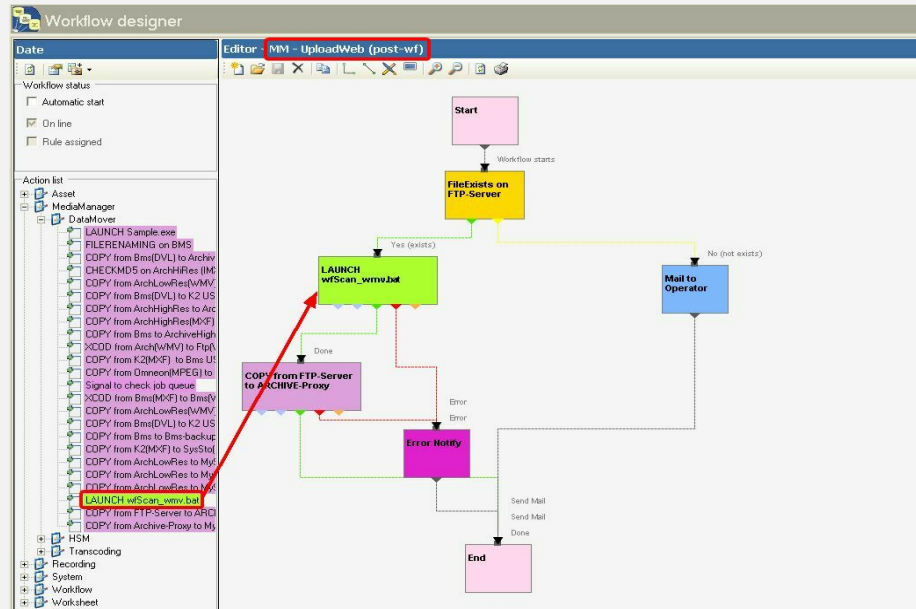 Workflow designer
Date
Workflow status
Automatic start
On line
Rule assigned
Action list
Asset
MediaManager
DataMover
LAUNCH Sample.exe
FILERENAMING on BMS
COPY from Bms(DVL) to Archiv
CHECKMD5 on ArchHiRes (IM
COPY from ArchLowRes(WMV)
COPY from Bms(DVL) to K2 US
COPY from ArchHighRes to Arc
COPY from ArchHighRes(MXF)
COPY from Bms to ArchiveHigh
XCOD from Arch(WMV) to Ftp(
COPY from K2(MXF) to Bms U
COPY from Omneon(MPEG) to
Signal to check job queue
XCOD from Bms(MXF) to Bms(
COPY from ArchLowRes(WMV)
COPY from Bms(DVL) to K2 US
COPY from Bms to Bms-backup
COPY from K2(MXF) to SysSto(
COPY from ArchLowRes to My
COPY from ArchLowRes to My
COPY from ArchLowRes to My
LAUNCH wfScan_wmv.bat
COPY from FTP-Server to ARC
COPY from Archive-Proxy to My
HSM
Transcoding
Recording
System
Workflow
Worksheet
Editor - MM - UploadWeb (post-wf)
Start
Workflow starts
FileExists on
FTP-Server
Yes (exists)
No (not exists)
LAUNCH
wfScan_wmv.bat
Mail to
Operator
Done
COPY from FTP-Server
to ARCHIVE-Proxy
Error
Error
Error Notify
Send Mail
Send Mail
Done
End